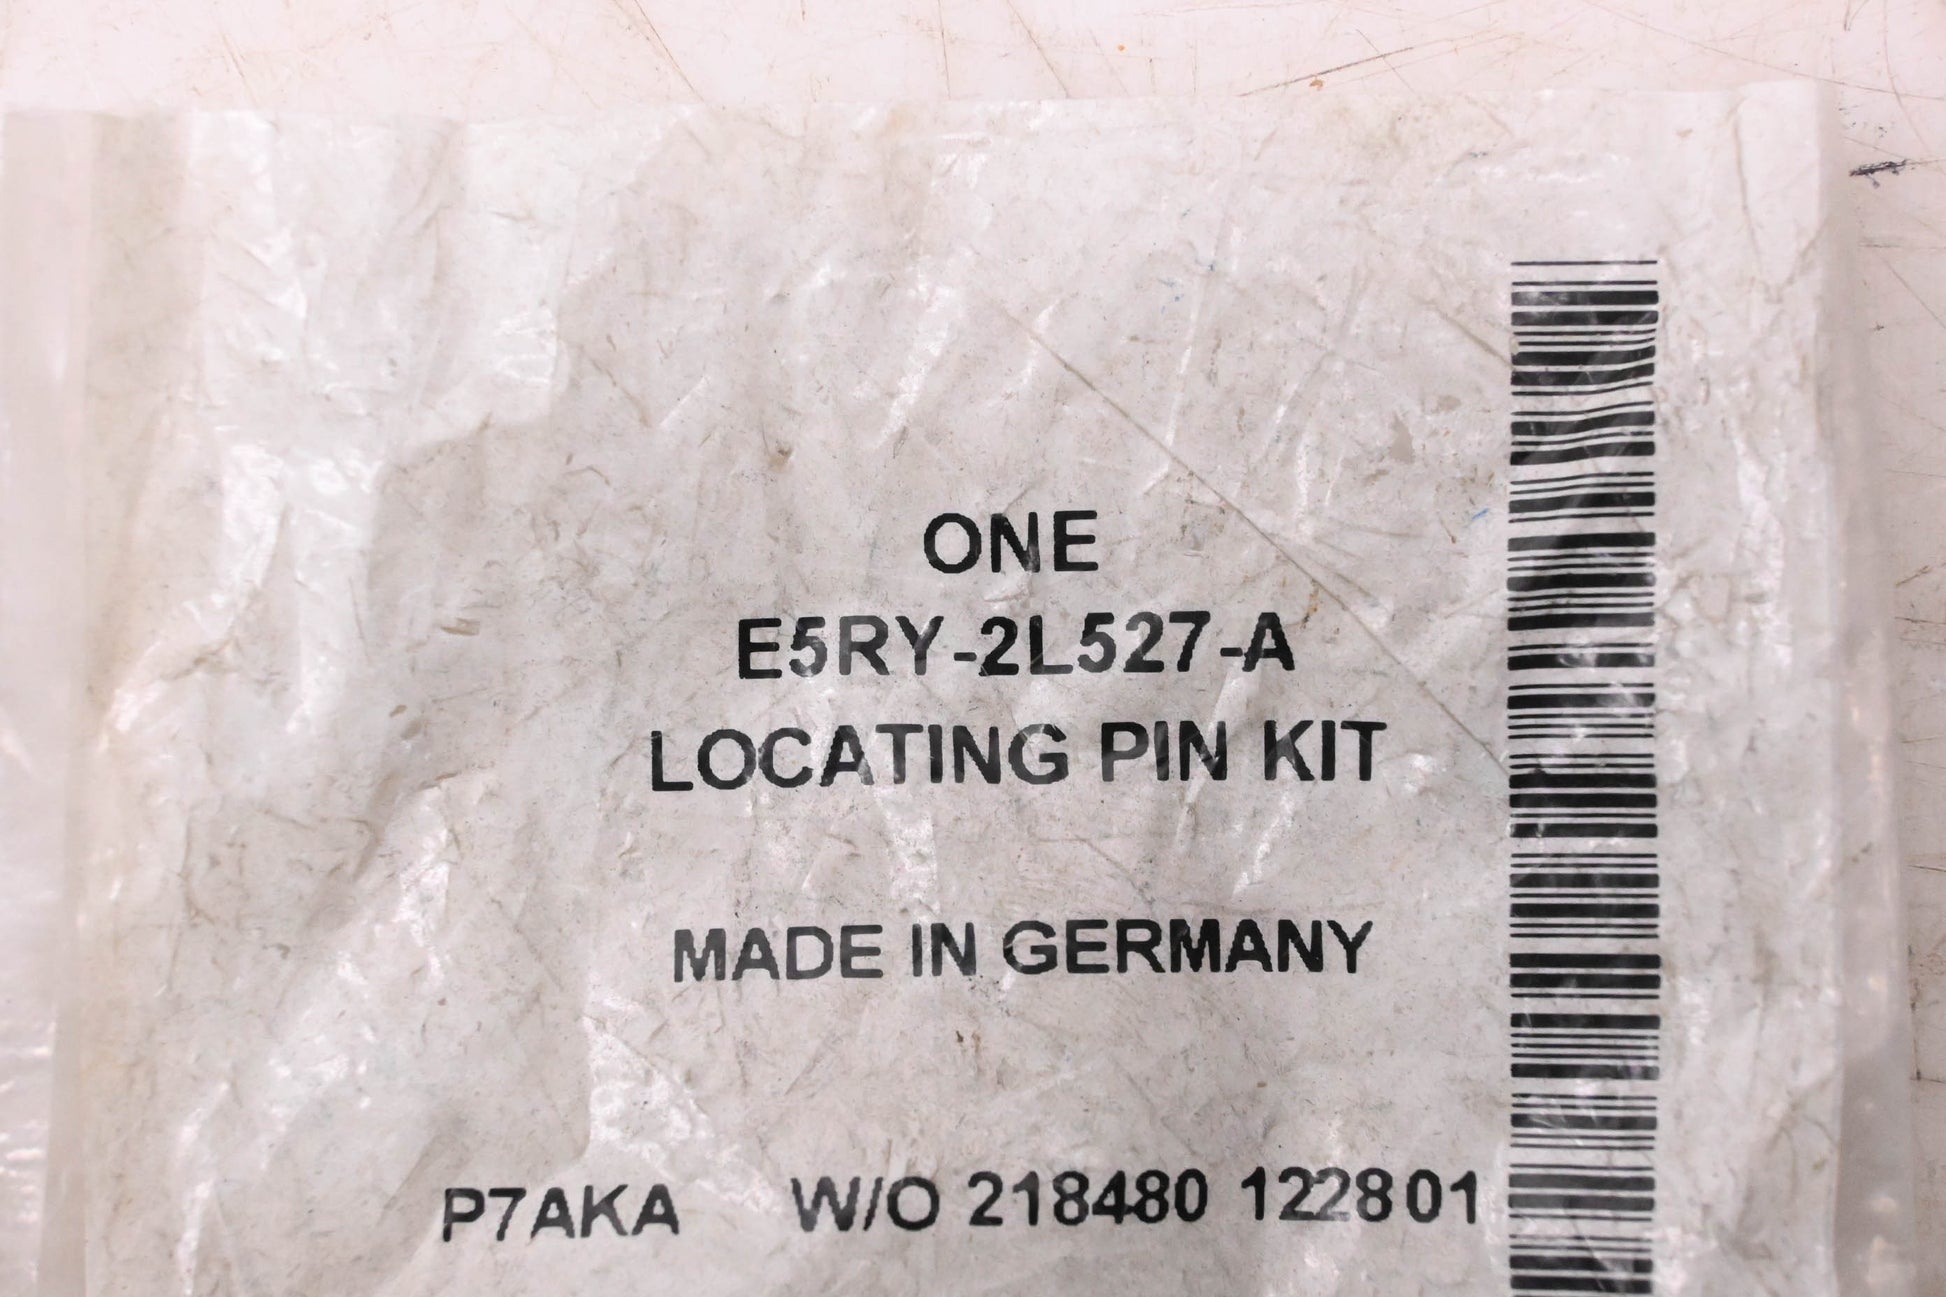 ONE
E5RY-2L527-A
LOCATING PIN KIT
MADE IN GERMANY
P7AKA W/O 218480 122801